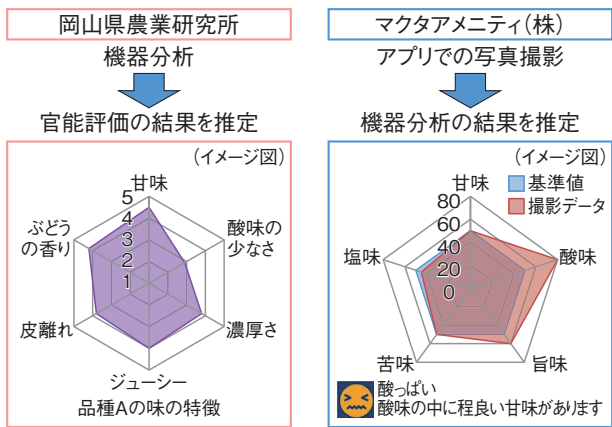 岡山県農業研究所
機器分析
官能評価の結果を推定
(イメージ図)
甘味
酸味の
少なさ
濃厚さ
ジューシー
皮離れ
ぶどう
の香り
5
4
3
2
1
品種Aの味の特徴
マクタアメニティ(株)
アプリでの写真撮影
機器分析の結果を推定
(イメージ図)
基準値
撮影データ
甘味
酸味
旨味
苦味
塩味
80
60
40
20
0
酸っぱい
酸味の中に程良い甘味があります